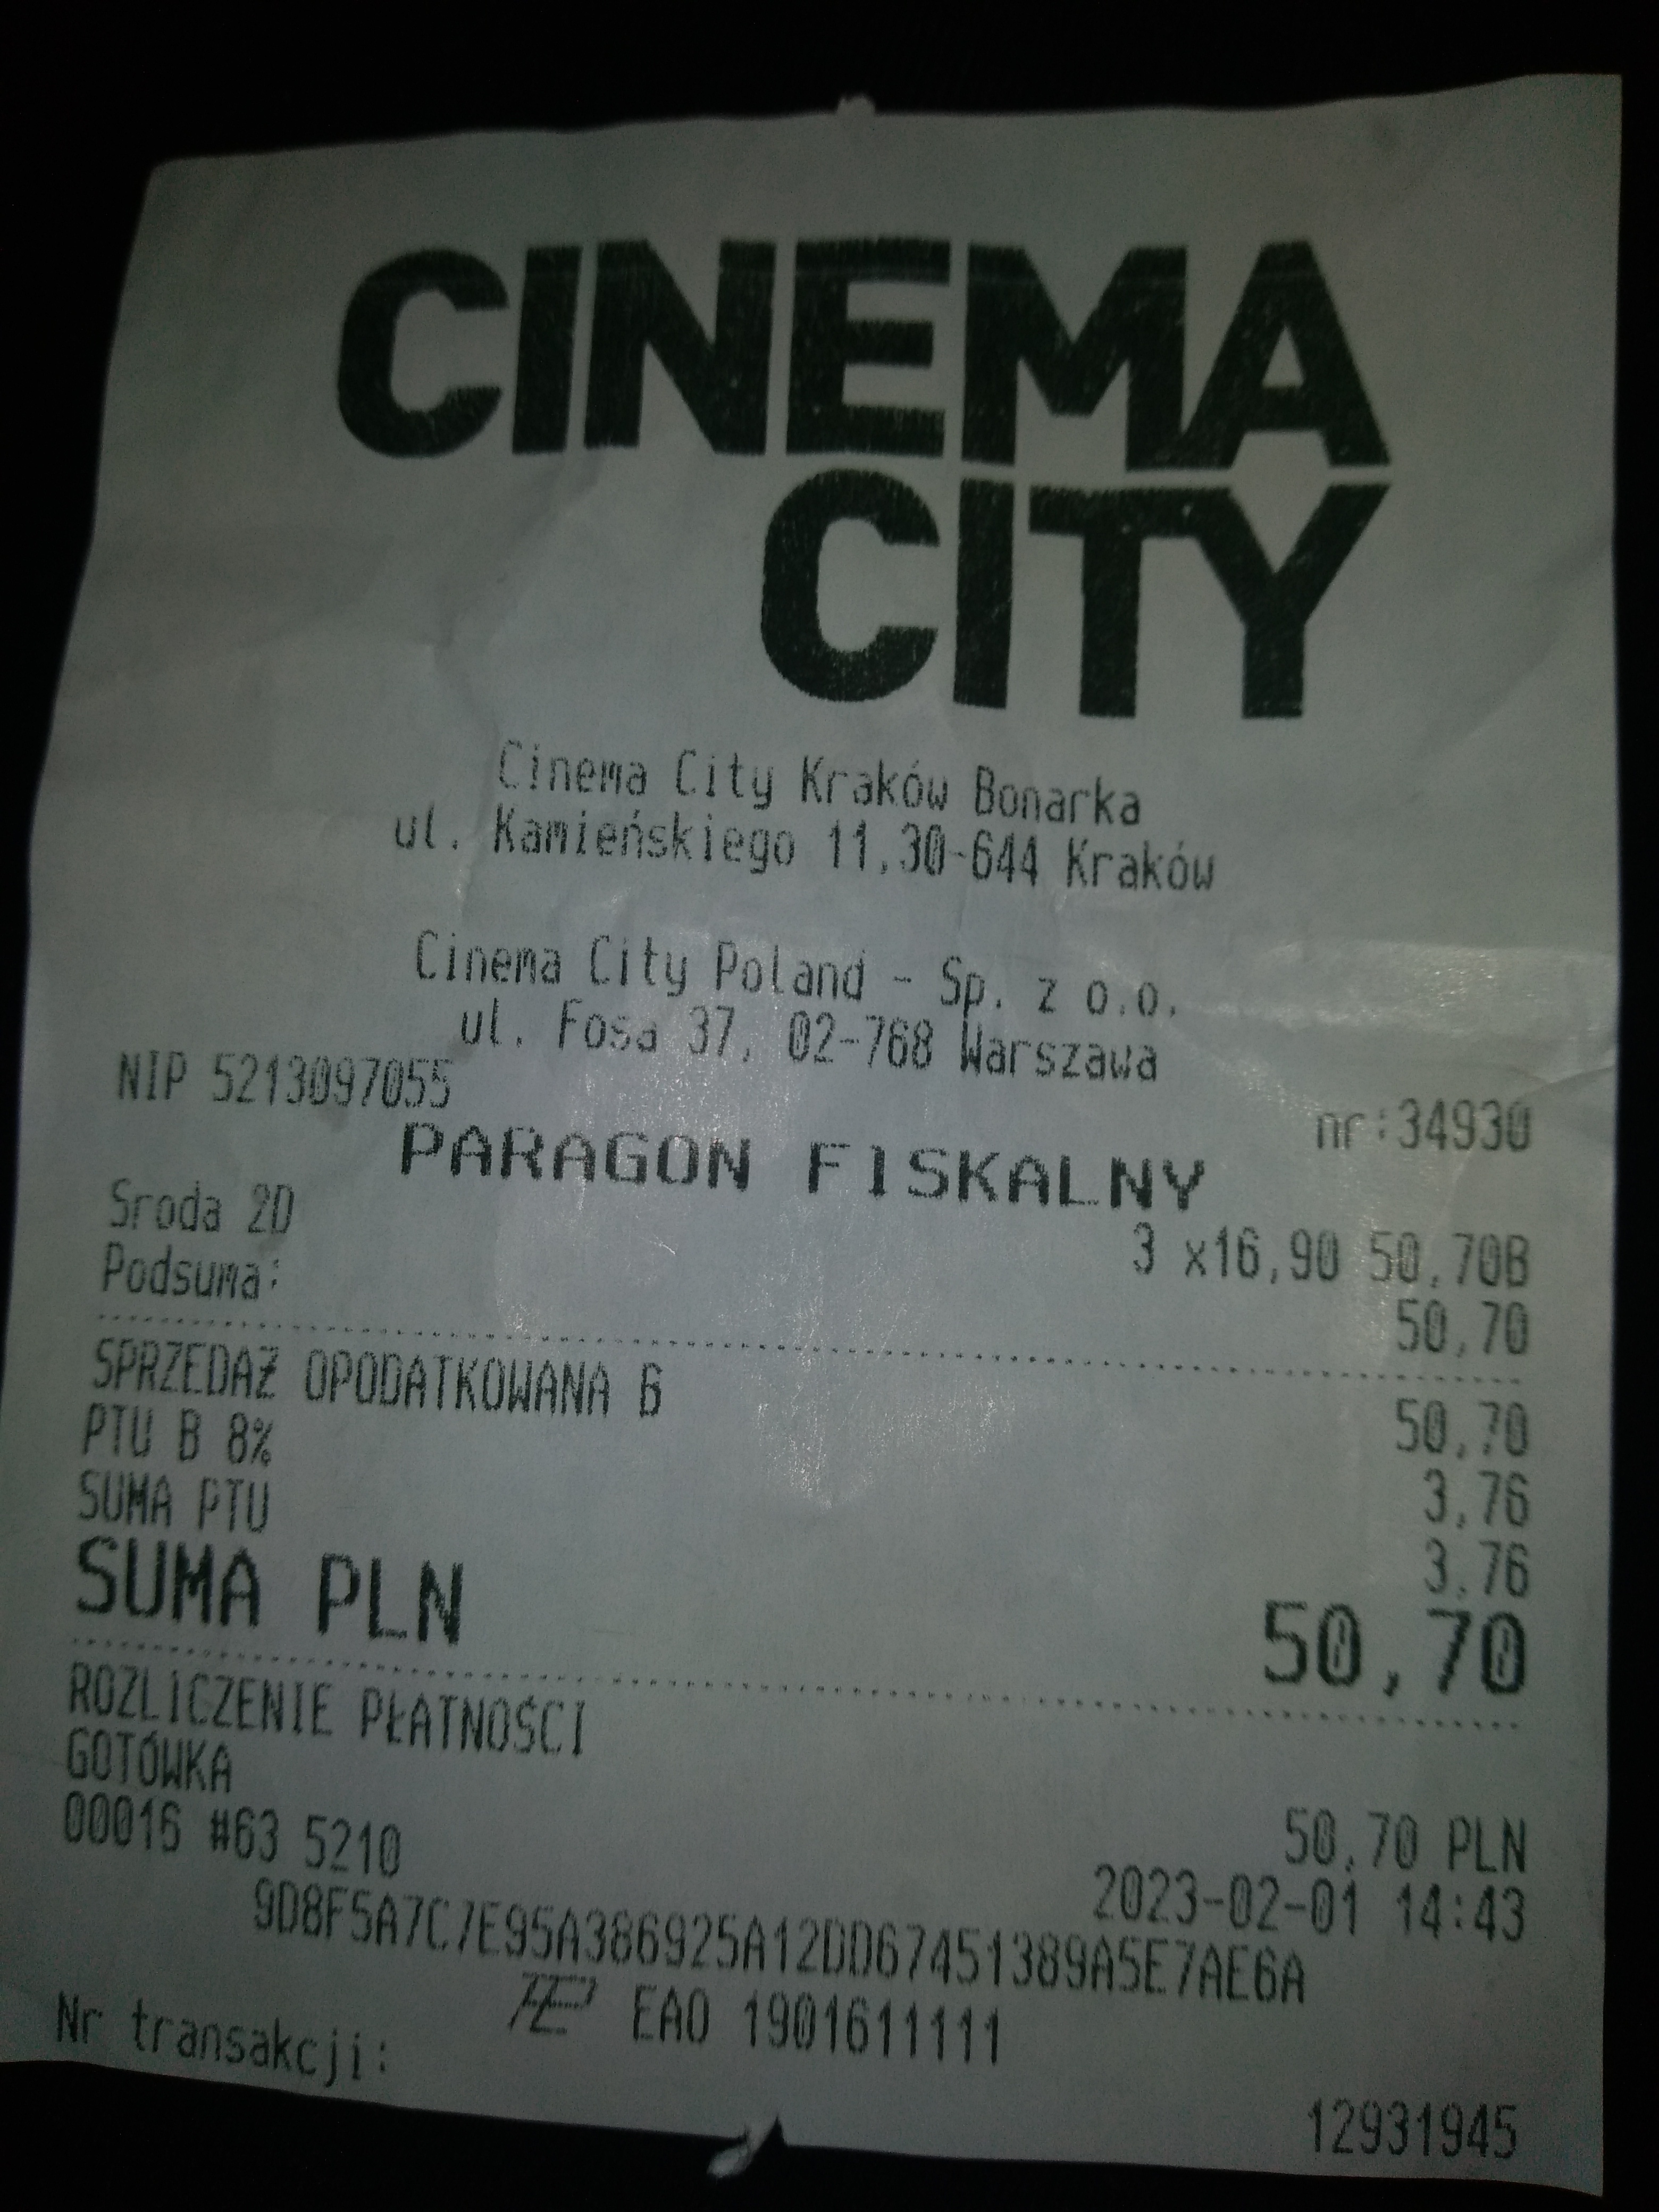 CINEMA
CITY
Cinema City Kraków Bonarka
ul. Kamieńskiego 11,30-644 Kraków
Cinema City Poland - Sp. z o.o.
ul. Fosa 37, 02-768 Warszawa
NIP 5213097055 nr:34930
PARAGON FISKALNY
Sroda 2D 3 x16,90 50,70B
Podsuma: 50,70
SPRZEDAŻ OPODATKOWANA B 50,70
PTU B 8% 3,76
SUMA PTU 3,76
SUMA PLN 50,70
ROZLICZENIE PŁATNOŚCI
GOTÓWKA 50,70 PLN
00016 #63 5210 2023-02-01 14:43
9D8F5A7C7E95A386925A12DD67451389A5E7AE6A
EAO 1901611111
Nr transakcji: 12931945